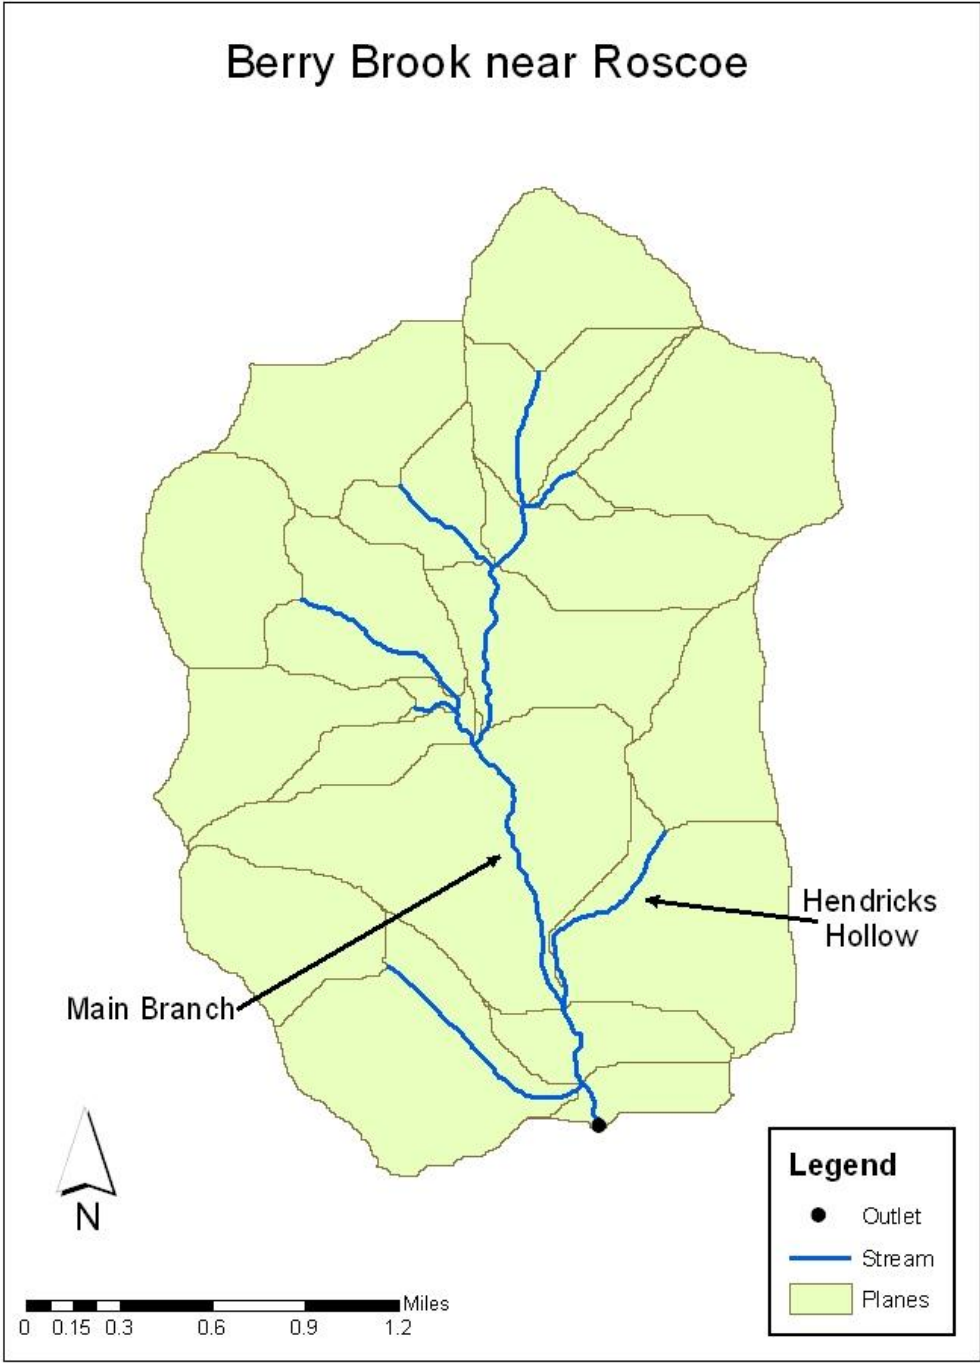 Berry Brook near Roscoe
Hendricks
Hollow
Main Branch
N
Legend
Outlet
Stream
Planes
Miles
0 0.15 0.3 0.6 0.9 1.2